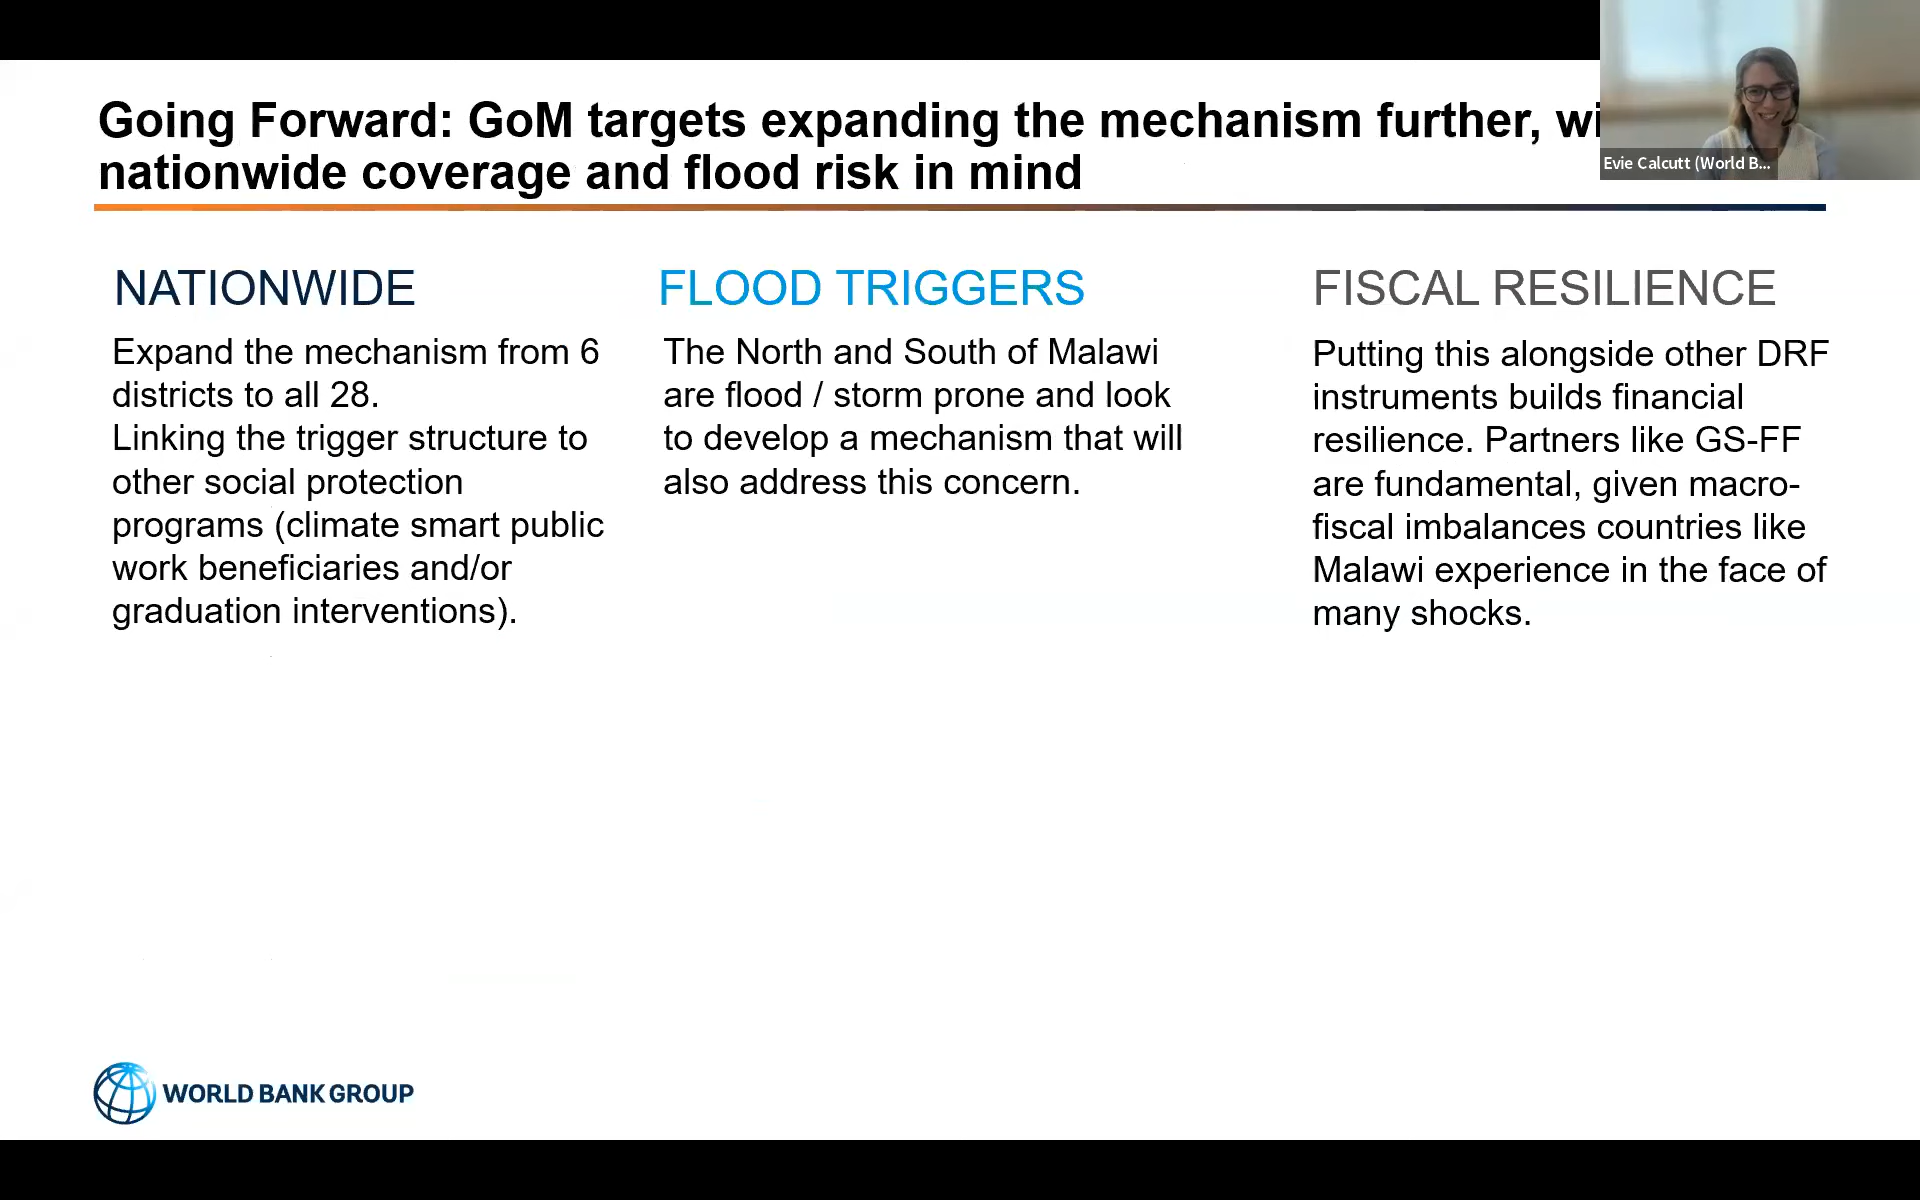 Going Forward: GoM targets expanding the mechanism further,
nationwide coverage and flood risk in mind
Evie Calcutt (World B...
NATIONWIDE
Expand the mechanism from 6
districts to all 28.
Linking the trigger structure to
other social protection
programs (climate smart public
work beneficiaries and/or
graduation interventions).
FLOOD TRIGGERS
The North and South of Malawi
are flood / storm prone and look
to develop a mechanism that will
also address this concern.
FISCAL RESILIENCE
Putting this alongside other DRF
instruments builds financial
resilience. Partners like GS-FF
are fundamental, given macro-
fiscal imbalances countries like
Malawi experience in the face of
many shocks.
WORLD BANK GROUP